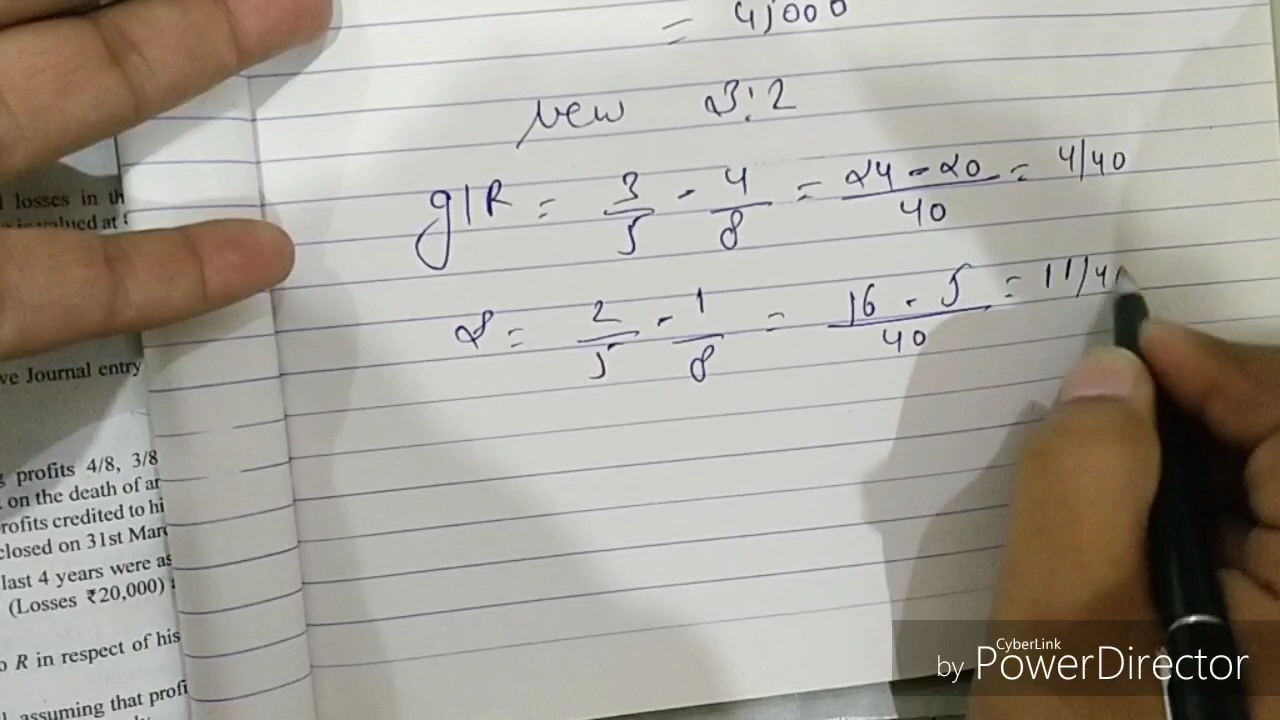 = 4,000
New 3:2
g/R = 3/5 - 4/8 = 24-20/40 = 4/40
= 2/5 - 1/8 = 16-5/40 = 11/4
losses in th
is valued at
ve Journal entry
profits 4/8, 3/8
on the death of ar
rofits credited to hi
closed on 31st Marc
last 4 years were as
(Losses ₹20,000)
R in respect of his
assuming that profi
CyberLink
by PowerDirector